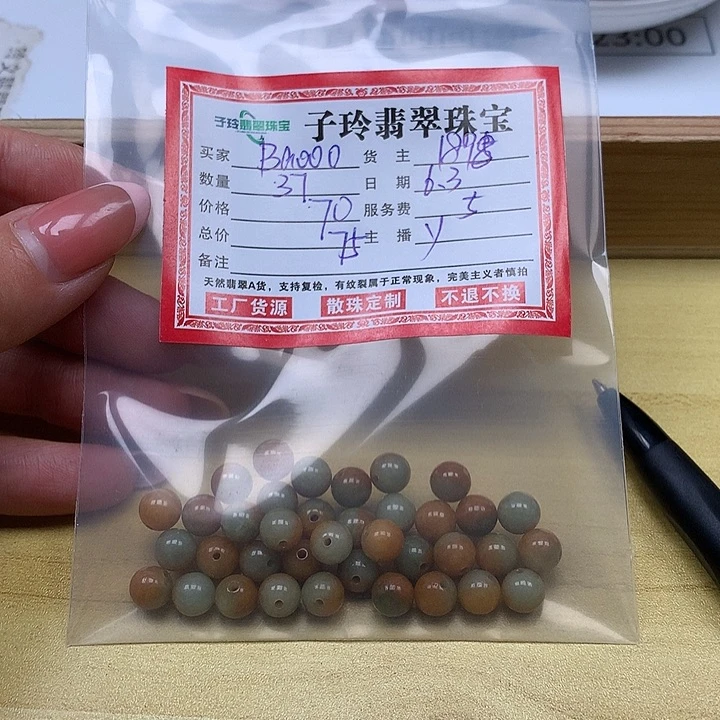 23:00
子玲翡翠珠宝 子玲翡翠珠宝
买家 BA000 货主
数量 37 日期 6.3
价格 70 服务费 5
总价 75 主播 y
备注
天然翡翠A货，支持复检，有纹裂属于正常现象，完美主义者慎拍
工厂货源 散珠定制 不退不换